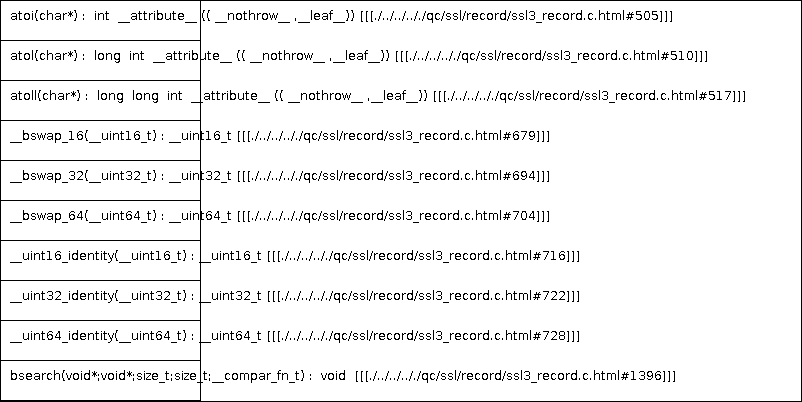 atoi(char*) : int __attribute__ (( __nothrow__ ,__leaf__)) [[[./../../../qc/ssl/record/ssl3_record.c.html#505]]]
atol(char*) : long int __attribute__ (( __nothrow__ ,__leaf__)) [[[./../../../qc/ssl/record/ssl3_record.c.html#510]]]
atoll(char*) : long long int __attribute__ (( __nothrow__ ,__leaf__)) [[[./../../../qc/ssl/record/ssl3_record.c.html#517]]]
__bswap_16(__uint16_t) : __uint16_t [[[./../../../qc/ssl/record/ssl3_record.c.html#679]]]
__bswap_32(__uint32_t) : __uint32_t [[[./../../../qc/ssl/record/ssl3_record.c.html#694]]]
__bswap_64(__uint64_t) : __uint64_t [[[./../../../qc/ssl/record/ssl3_record.c.html#704]]]
__uint16_identity(__uint16_t) : __uint16_t [[[./../../../qc/ssl/record/ssl3_record.c.html#716]]]
__uint32_identity(__uint32_t) : __uint32_t [[[./../../../qc/ssl/record/ssl3_record.c.html#722]]]
__uint64_identity(__uint64_t) : __uint64_t [[[./../../../qc/ssl/record/ssl3_record.c.html#728]]]
bsearch(void*;void*;size_t;size_t;__compar_fn_t) : void [[[./../../../qc/ssl/record/ssl3_record.c.html#1396]]]